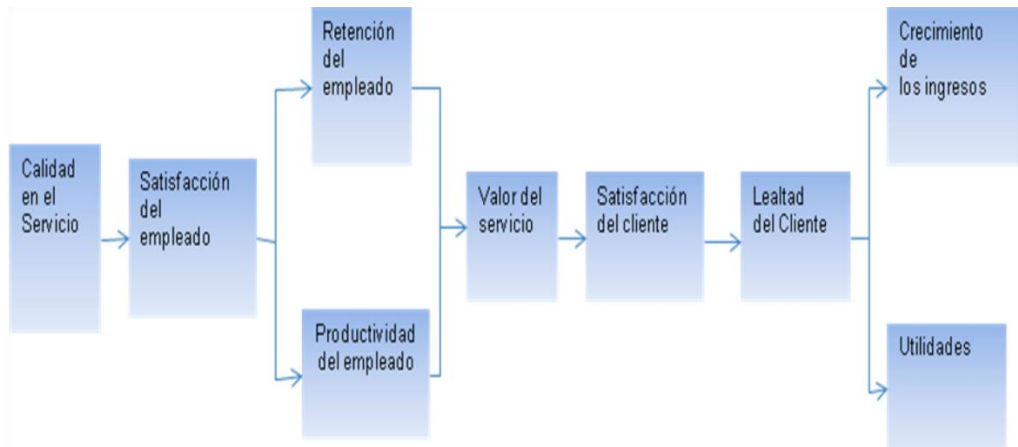 Calidad
en el
Servicio
Satisfacción
del
empleado
Retención
del
empleado
Productividad
del empleado
Valor del
servicio
Satisfacción
del cliente
Lealtad
del Cliente
Crecimiento
de
los ingresos
Utilidades